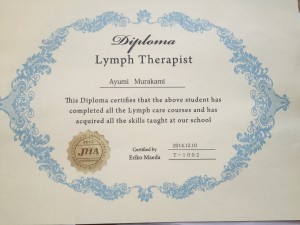 Diploma
Lymph Therapist
Ayumi Murakami
This Diploma certifies that the above student has
completed all the Lymph care courses and has
acquired all the skills taught at our school
JHA
Certified by
Eriko Maeda
2014.12.10
T-1092